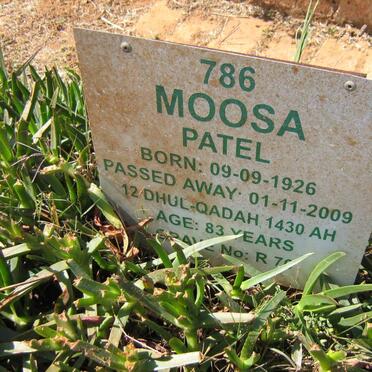 786
MOOSA
PATEL
BORN: 09-09-1926
PASSED AWAY: 01-11-2009
12 DHUL-QADAH 1430 AH
AGE: 83 YEARS
No: R